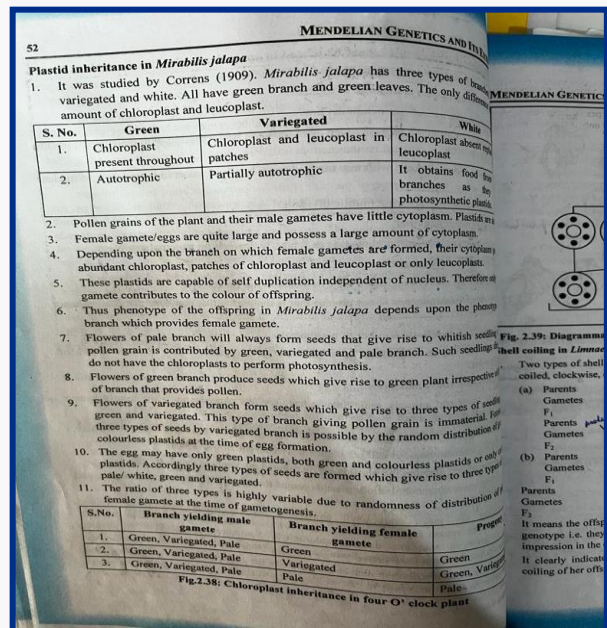 52
MENDELIAN GENETICS AND ITS
Plastid inheritance in Mirabilis jalapa
1. It was studied by Correns (1909). Mirabilis jalapa has three types of
variegated and white. All have green branch and green leaves. The only
amount of chloroplast and leucoplast.
S. No. Green Variegated White
1. Chloroplast present throughout Chloroplast and leucoplast in patches Chloroplast absent leucoplast
2. Autotrophic Partially autotrophic It obtains food from branches as they photosynthetic
2. Pollen grains of the plant and their male gametes have little cytoplasm. Plastids
3. Female gamete/eggs are quite large and possess a large amount of cytoplasm.
4. Depending upon the branch on which female gametes are formed, their cytoplasm
abundant chloroplast, patches of chloroplast and leucoplast or only leucoplasts.
5. These plastids are capable of self duplication independent of nucleus. Therefore
gamete contributes to the colour of offspring.
6. Thus phenotype of the offspring in Mirabilis jalapa depends upon the
branch which provides female gamete.
7. Flowers of pale branch will always form seeds that give rise to whitish
pollen grain is contributed by green, variegated and pale branch. Such seedlings
do not have the chloroplasts to perform photosynthesis.
8. Flowers of green branch produce seeds which give rise to green plant irrespective
of branch that provides pollen.
9. Flowers of variegated branch form seeds which give rise to three types of
green and variegated. This type of branch giving pollen grain is immaterial.
three types of seeds by variegated branch is possible by the random distribution of
colourless plastids at the time of egg formation.
10. The egg may have only green plastids, both green and colourless plastids or only
plastids. Accordingly three types of seeds are formed which give rise to three
pale/ white, green and variegated.
11. The ratio of three types is highly variable due to randomness of distribution of
female gamete at the time of gametogenesis.
S.No. Branch yielding male gamete Branch yielding female gamete
1. Green, Variegated, Pale Green Green
2. Green, Variegated, Pale Variegated Green,
3. Green, Variegated, Pale Pale Pale
Fig.2.38: Chloroplast inheritance in four O' clock plant
MENDELIAN
Fig. 2.39:
shell coiling in
Two types of shell
coiled, clockwise,
(a) Parents
Gametes
F₁
Parents
Gametes
F₂
(b) Parents
Gametes
F₁
Parents
Gametes
F₂
It means the
genotype i.e. they
impression in the
It clearly
coiling of her